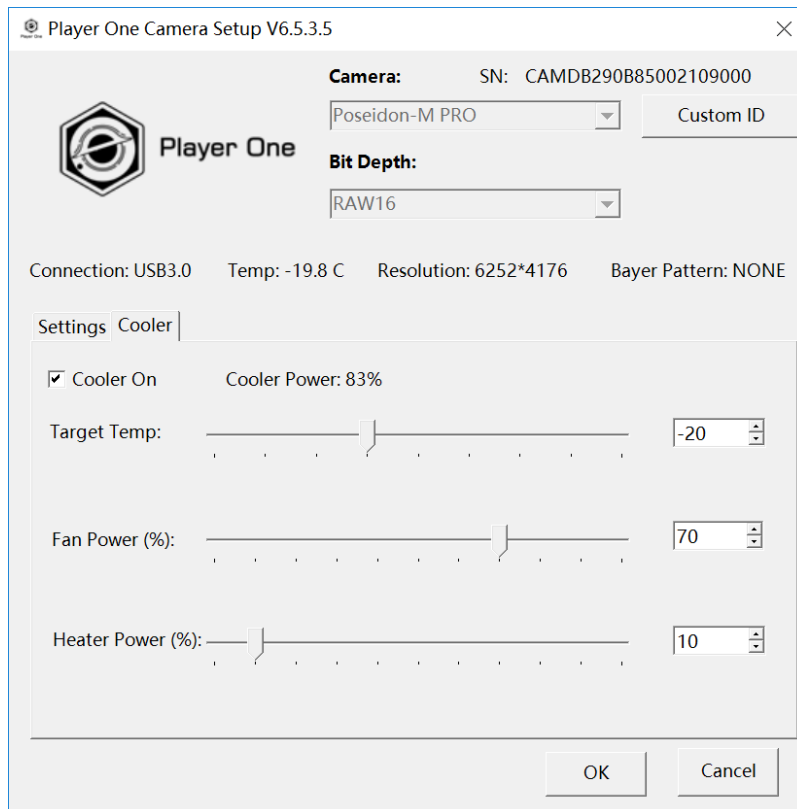 Player One Camera Setup V6.5.3.5
Camera: SN: CAMDB290B85002109000
Poseidon-M PRO Custom ID
Player One
Bit Depth:
RAW16
Connection: USB3.0 Temp: -19.8 C Resolution: 6252*4176 Bayer Pattern: NONE
Settings Cooler
Cooler On Cooler Power: 83%
Target Temp: -20
Fan Power (%): 70
Heater Power (%): 10
OK Cancel